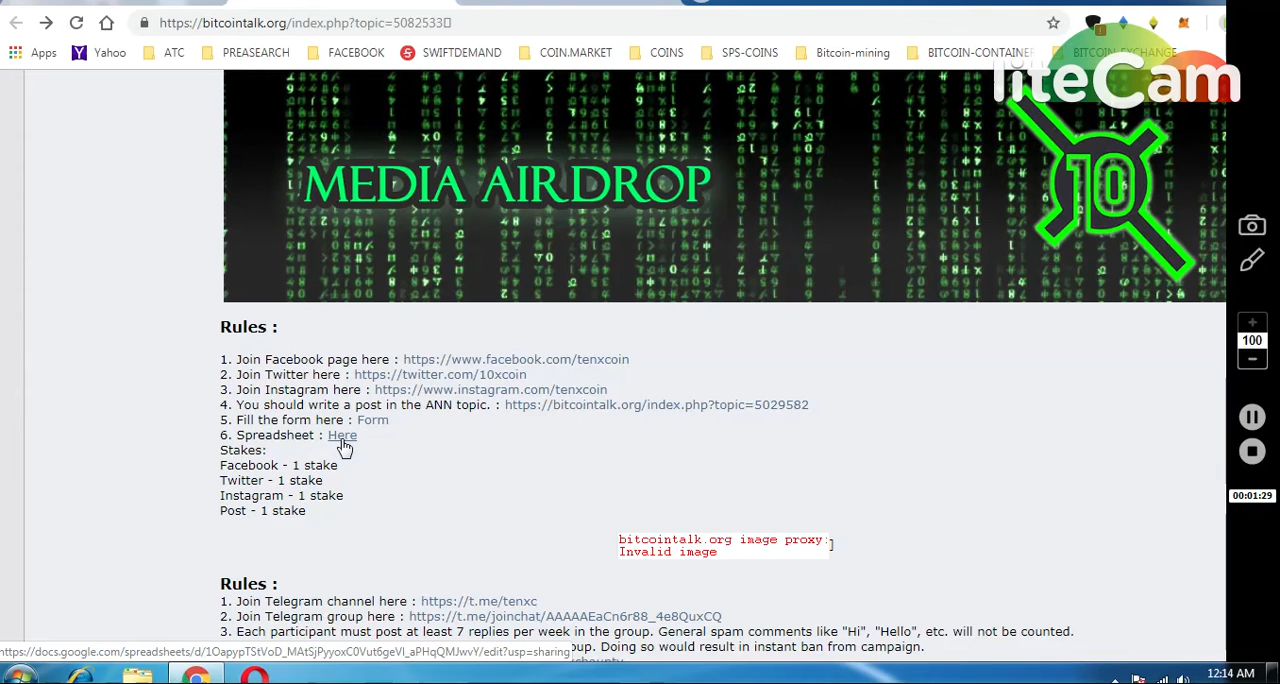 https://bitcointalk.org/index.php?topic=5082533
Apps Yahoo ATC PREASEARCH FACEBOOK SWIFTDEMAND COIN.MARKET COINS SPS-COINS Bitcoin-mining BITCOIN-CONTAINER BITCOIN-EXCHANGE
liteCam
MEDIA AIRDROP
10
Rules :
1. Join Facebook page here : https://www.facebook.com/tenxcoin
2. Join Twitter here : https://twitter.com/10xcoin
3. Join Instagram here : https://www.instagram.com/tenxcoin
4. You should write a post in the ANN topic. : https://bitcointalk.org/index.php?topic=5029582
5. Fill the form here : Form
6. Spreadsheet : Here
Stakes:
Facebook - 1 stake
Twitter - 1 stake
Instagram - 1 stake
Post - 1 stake
100
00:01:29
bitcointalk.org image proxy:
Invalid image
Rules :
1. Join Telegram channel here : https://t.me/tenxc
2. Join Telegram group here : https://t.me/joinchat/AAAAAEaCn6r88_4e8QuxCQ
3. Each participant must post at least 7 replies per week in the group. General spam comments like "Hi", "Hello", etc. will not be counted.
https://docs.google.com/spreadsheets/d/1OapypTStVoD_MAtSjPyyoxC0Vut6geVI_aPHqQMJwvY/edit?usp=sharing
oup. Doing so would result in instant ban from campaign.
12:14 AM